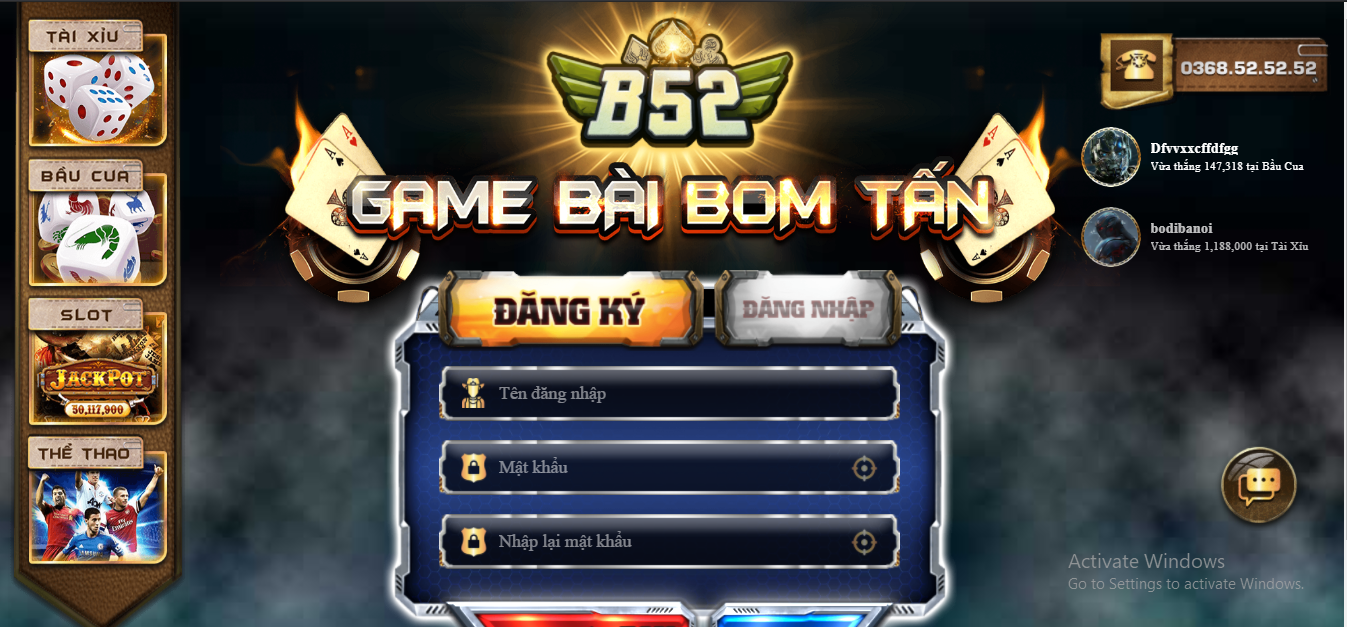 TÀI XỈU
BẦU CUA
SLOT
JACKPOT
50,117,900
THỂ THAO
B52
GAME BÀI BOM TẤN
ĐĂNG KÝ
ĐĂNG NHẬP
Tên đăng nhập
Mật khẩu
Nhập lại mật khẩu
0368.52.52.52
Dfvvxxcffdfgg
Vừa thắng 147,318 tại Bầu Cua
bodibanoi
Vừa thắng 1,188,000 tại Tài Xỉu
Activate Windows
Go to Settings to activate Windows.